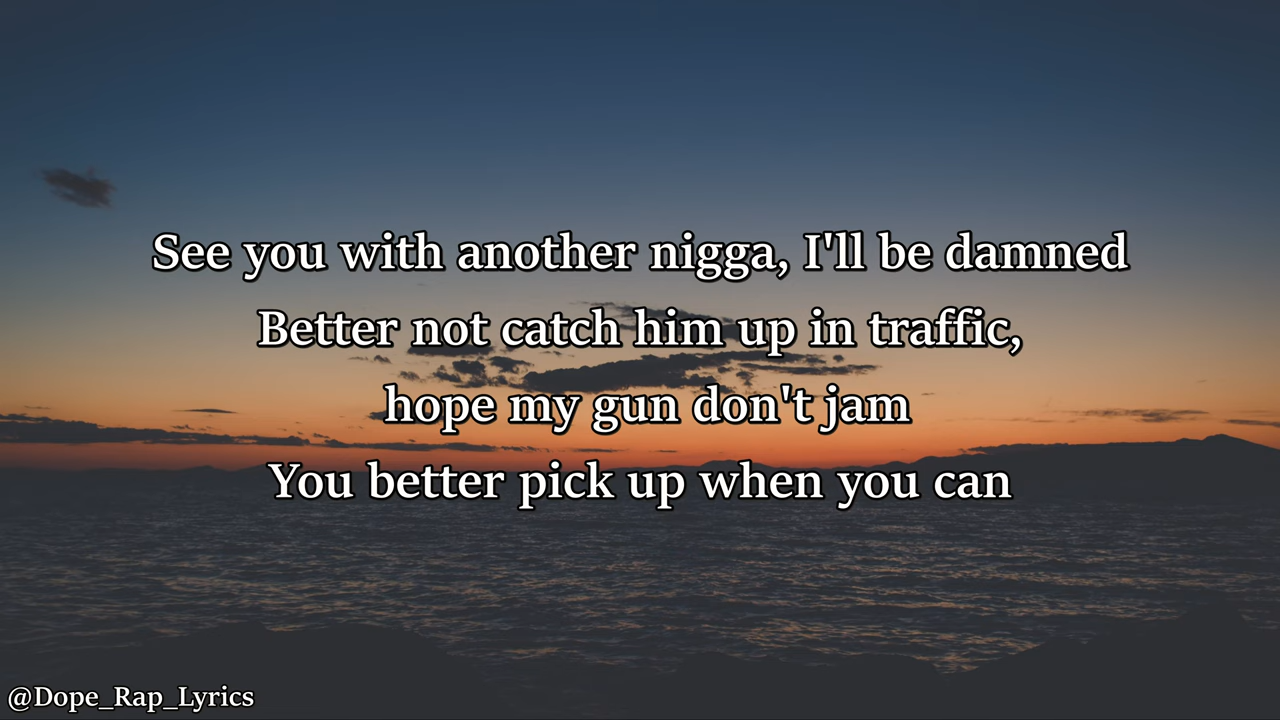 See you with another nigga, I'll be damned
Better not catch him up in traffic,
hope my gun don't jam
You better pick up when you can
@Dope_Rap_Lyrics